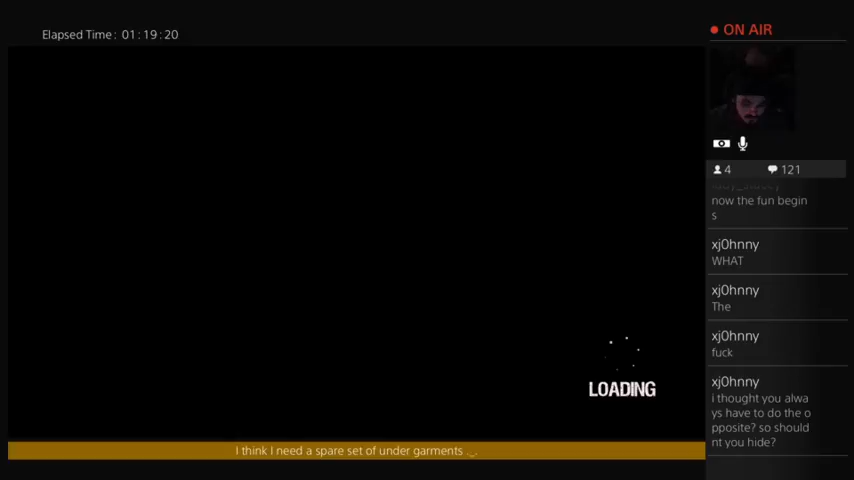 Elapsed Time: 01:19:20
ON AIR
4
121
now the fun begin
s
xj0hnny
WHAT
xj0hnny
The
xj0hnny
fuck
xj0hnny
i thought you alwa
ys have to do the o
pposite? so should
nt you hide?
LOADING
I think I need a spare set of under garments ._.